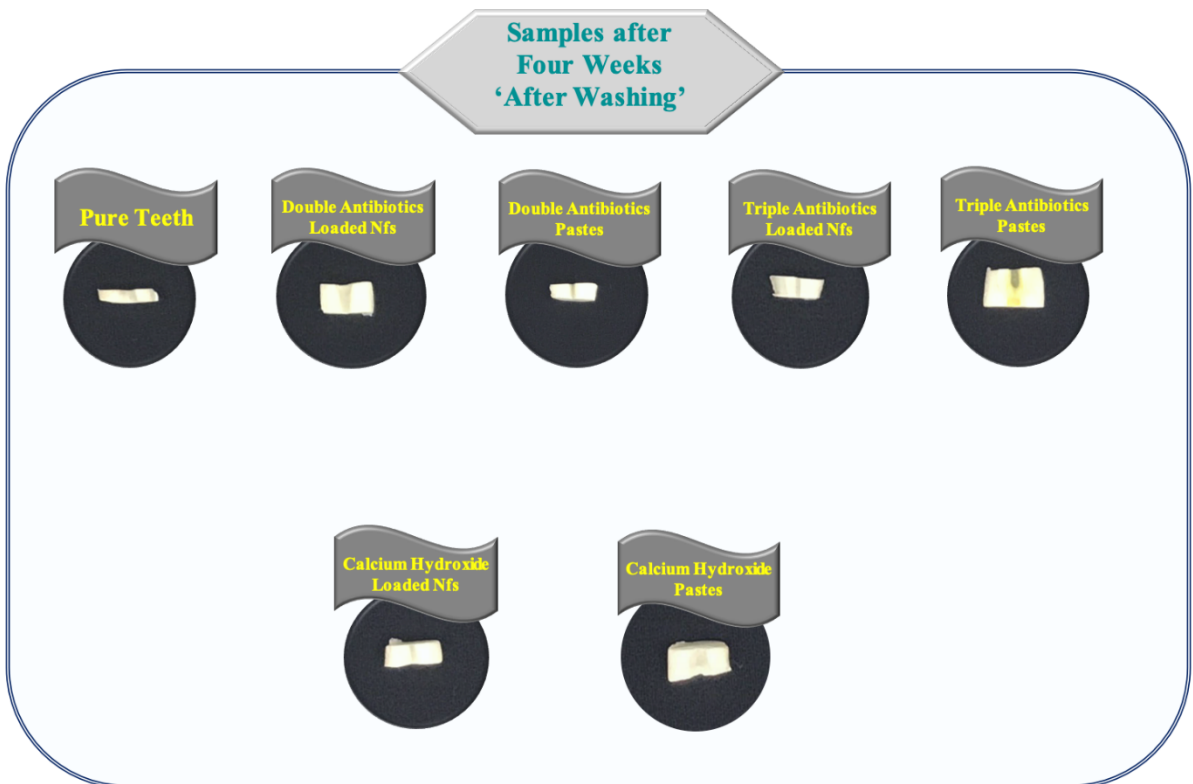 Samples after
Four Weeks
‘After Washing’
Pure Teeth
Double Antibiotics
Loaded Nfs
Double Antibiotics
Pastes
Triple Antibiotics
Loaded Nfs
Triple Antibiotics
Pastes
Calcium Hydroxide
Loaded Nfs
Calcium Hydroxide
Pastes